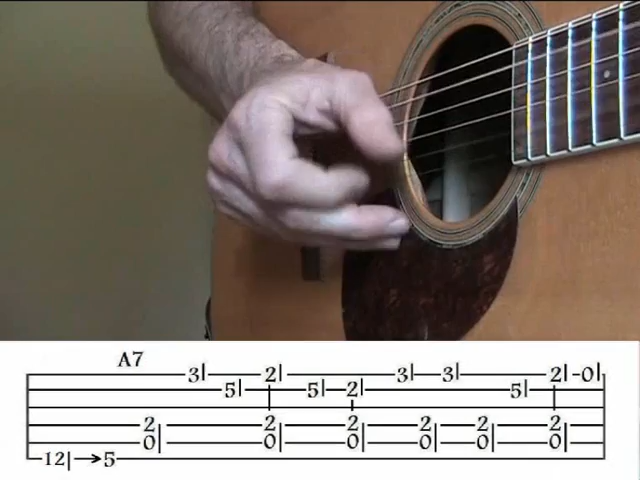 A7
3 2 3 3 2 0
5 5 2 5
2 2 2 2 2 2
0 0 0 0 0 0
12 → 5